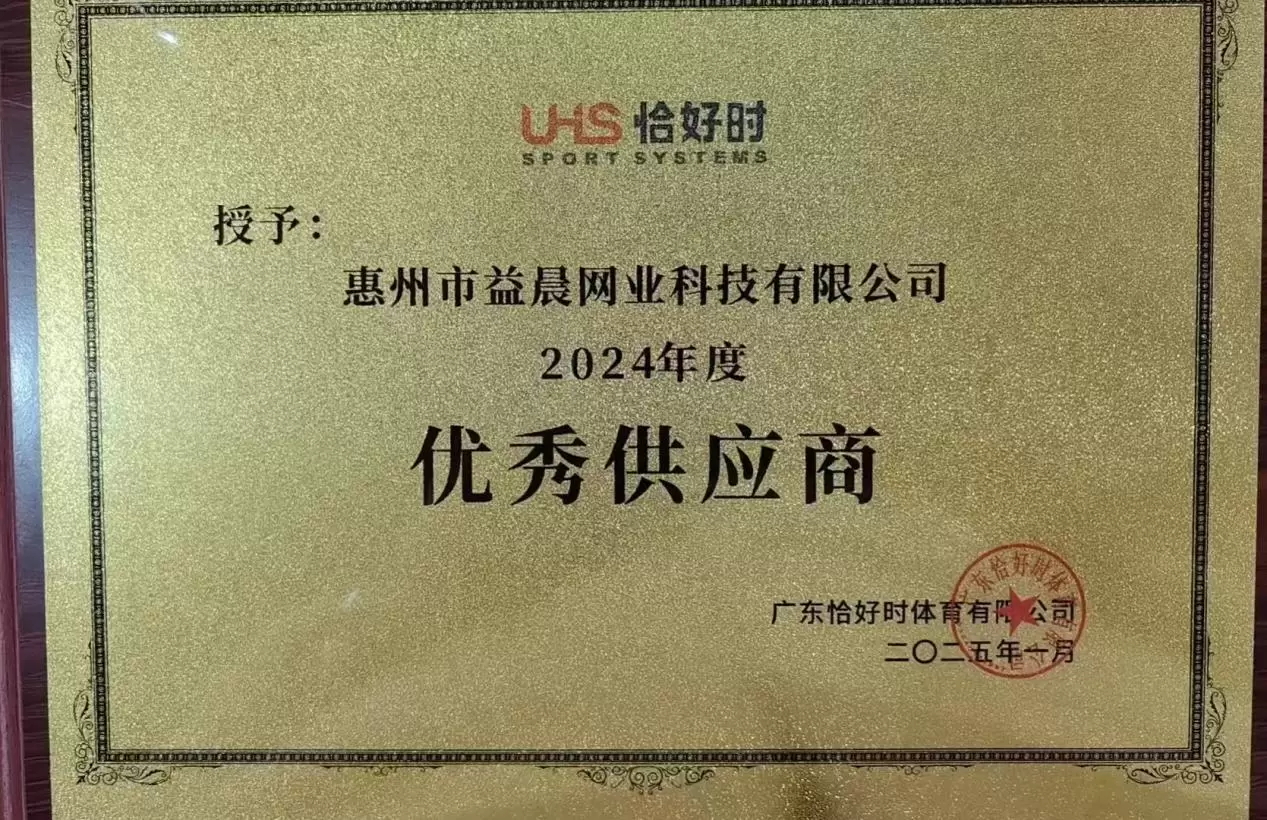 UHS 恰好时
SPORT SYSTEMS
授予：
惠州市益晨网业科技有限公司
2024年度
优秀供应商
广东恰好时体育有限公司
二〇二五年一月